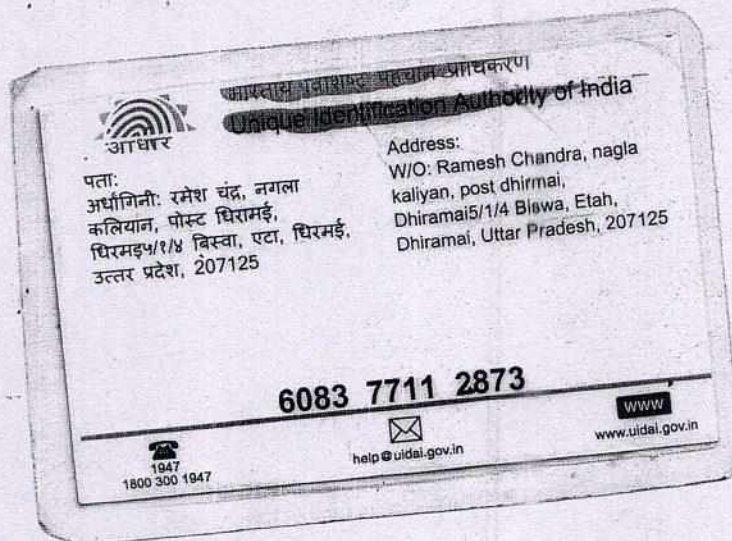 भारतीय विशिष्ट पहचान प्राधिकरण
Unique Identification Authority of India
आधार
पता:
अर्धांगिनी: रमेश चंद्र, नगला
कलियान, पोस्ट धिरामई,
धिरमइ५/१/४ बिस्वा, एटा, धिरमई,
उत्तर प्रदेश, 207125
Address:
W/O: Ramesh Chandra, nagla
kaliyan, post dhirmai,
Dhiramai5/1/4 Biswa, Etah,
Dhiramai, Uttar Pradesh, 207125
6083 7711 2873
1947
1800 300 1947
help@uidai.gov.in
www
www.uidai.gov.in